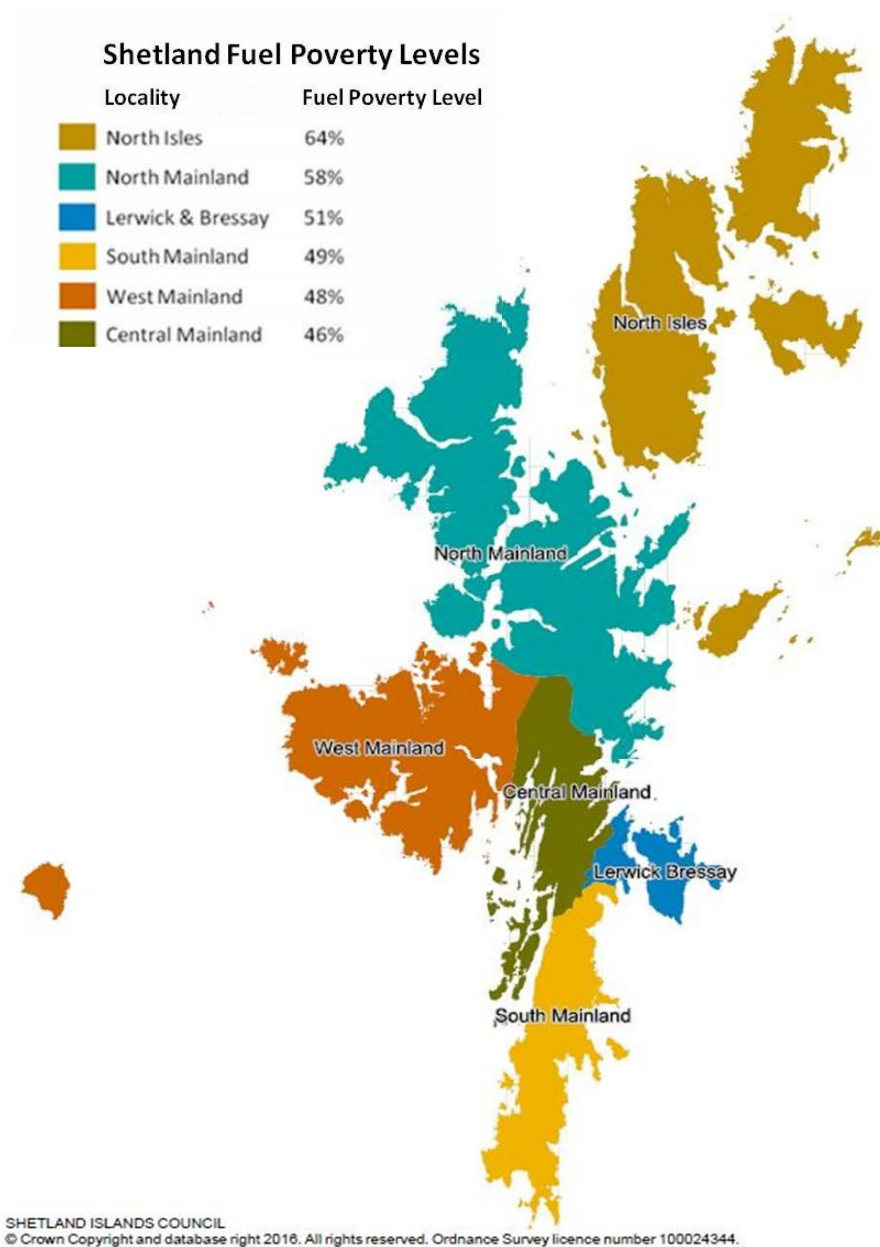 Shetland Fuel Poverty Levels
Locality Fuel Poverty Level
North Isles 64%
North Mainland 58%
Lerwick & Bressay 51%
South Mainland 49%
West Mainland 48%
Central Mainland 46%
North Isles
North Mainland
West Mainland
Central Mainland
Lerwick Bressay
South Mainland
SHETLAND ISLANDS COUNCIL
© Crown Copyright and database right 2016. All rights reserved. Ordnance Survey licence number 100024344.